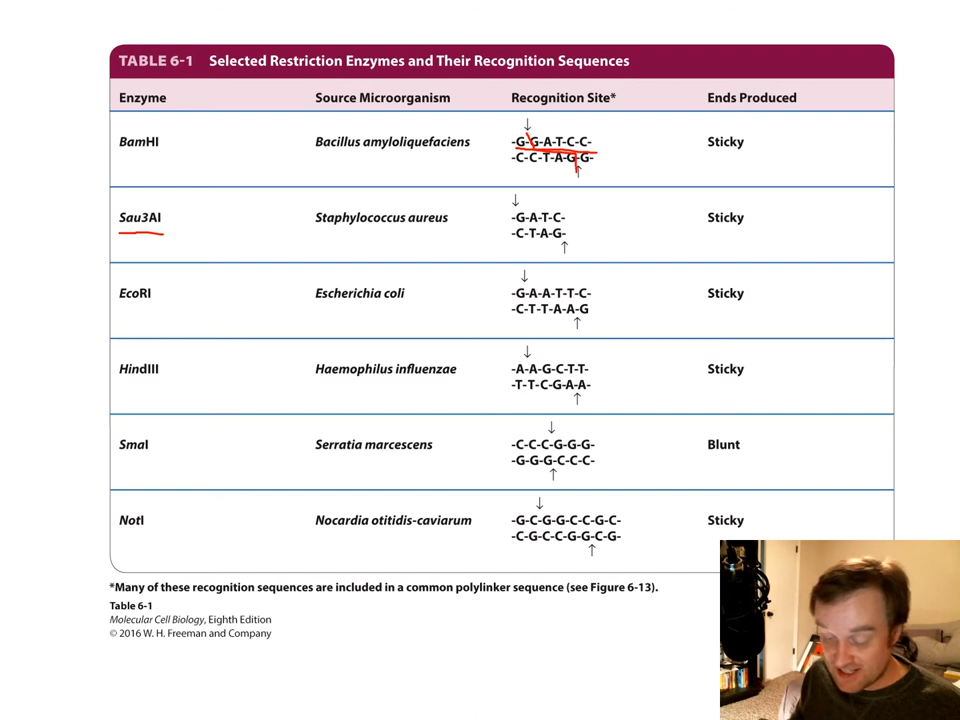 TABLE 6-1 Selected Restriction Enzymes and Their Recognition Sequences
Enzyme Source Microorganism Recognition Site* Ends Produced
↓
BamHI Bacillus amyloliquefaciens -G-G-A-T-C-C- Sticky
-C-C-T-A-G-G-
↑
↓
Sau3AI Staphylococcus aureus -G-A-T-C- Sticky
-C-T-A-G-
↑
↓
EcoRI Escherichia coli -G-A-A-T-T-C- Sticky
-C-T-T-A-A-G
↑
↓
HindIII Haemophilus influenzae -A-A-G-C-T-T- Sticky
-T-T-C-G-A-A-
↑
↓
SmaI Serratia marcescens -C-C-C-G-G-G- Blunt
-G-G-G-C-C-C-
↑
↓
NotI Nocardia otitidis-caviarum -G-C-G-G-C-C-G-C- Sticky
-C-G-C-C-G-G-C-G-
↑
*Many of these recognition sequences are included in a common polylinker sequence (see Figure 6-13).
Table 6-1
Molecular Cell Biology, Eighth Edition
© 2016 W. H. Freeman and Company